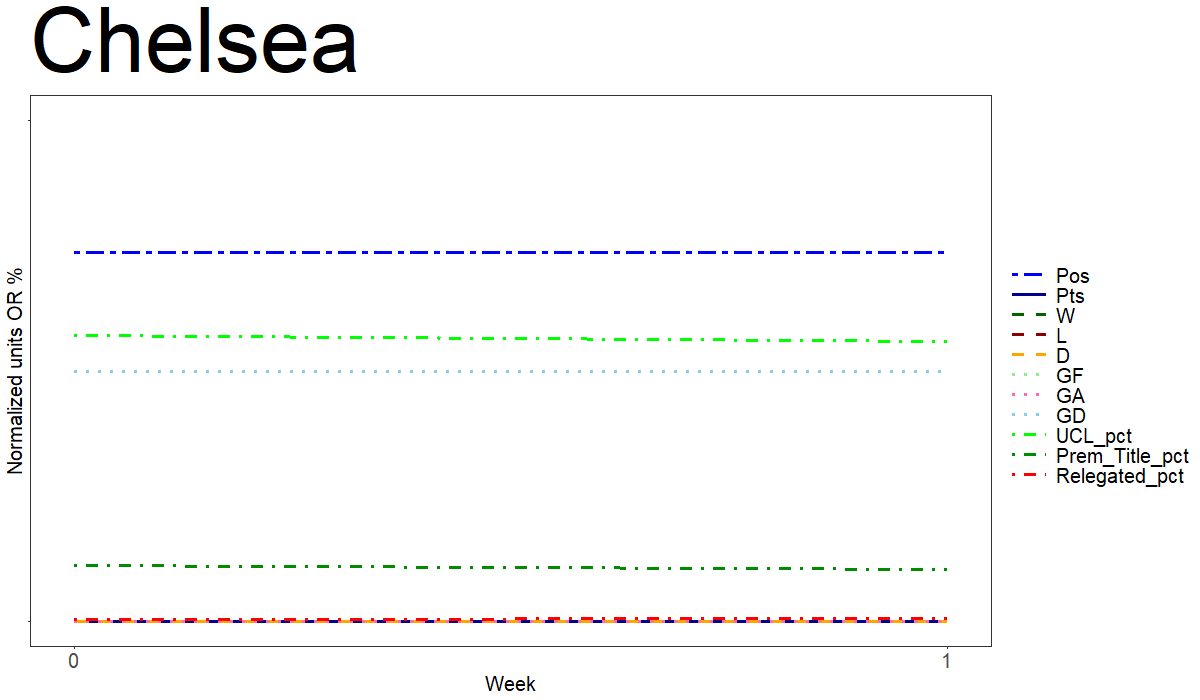 Chelsea
Normalized units OR %
Pos
Pts
W
L
D
GF
GA
GD
UCL_pct
Prem_Title_pct
Relegated_pct
0
1
Week